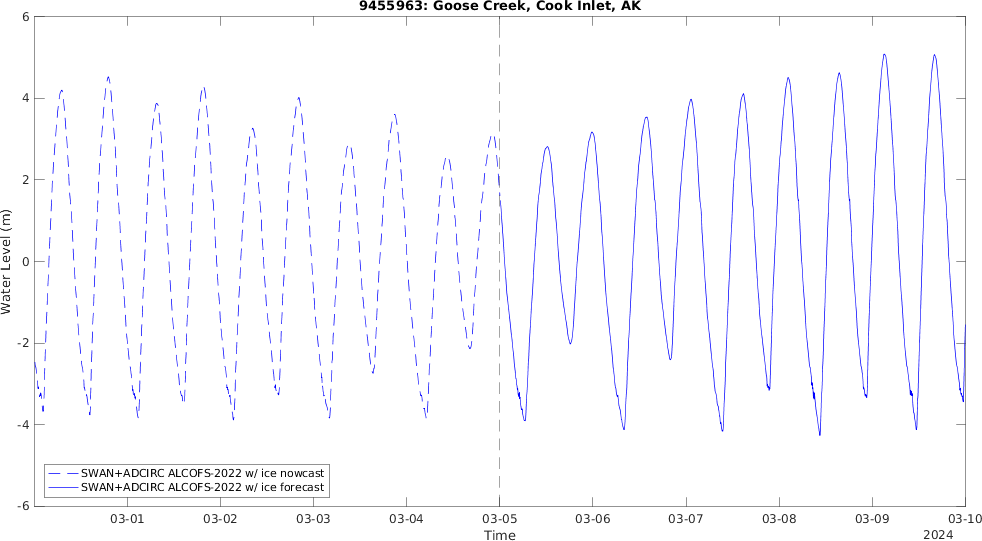 9455963: Goose Creek, Cook Inlet, AK
6
4
2
0
-2
-4
-6
Water Level (m)
SWAN+ADCIRC ALCOFS-2022 w/ ice nowcast
SWAN+ADCIRC ALCOFS-2022 w/ ice forecast
03-01 03-02 03-03 03-04 03-05 03-06 03-07 03-08 03-09 03-10
Time
2024